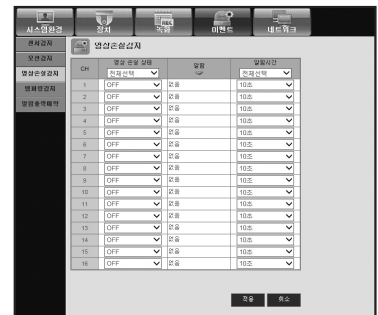 시스템환경 장치 녹화 이벤트 네트워크
센서감지
모션감지
영상손실감지
알람출력예약
영상손실감지
CH 영상 손실 상태 알람 알람시간
전체선택 전체선택
1 OFF 없음 10초
2 OFF 없음 10초
3 OFF 없음 10초
4 OFF 없음 10초
5 OFF 없음 10초
6 OFF 없음 10초
7 OFF 없음 10초
8 OFF 없음 10초
9 OFF 없음 10초
10 OFF 없음 10초
11 OFF 없음 10초
12 OFF 없음 10초
13 OFF 없음 10초
14 OFF 없음 10초
15 OFF 없음 10초
16 OFF 없음 10초
적용 취소